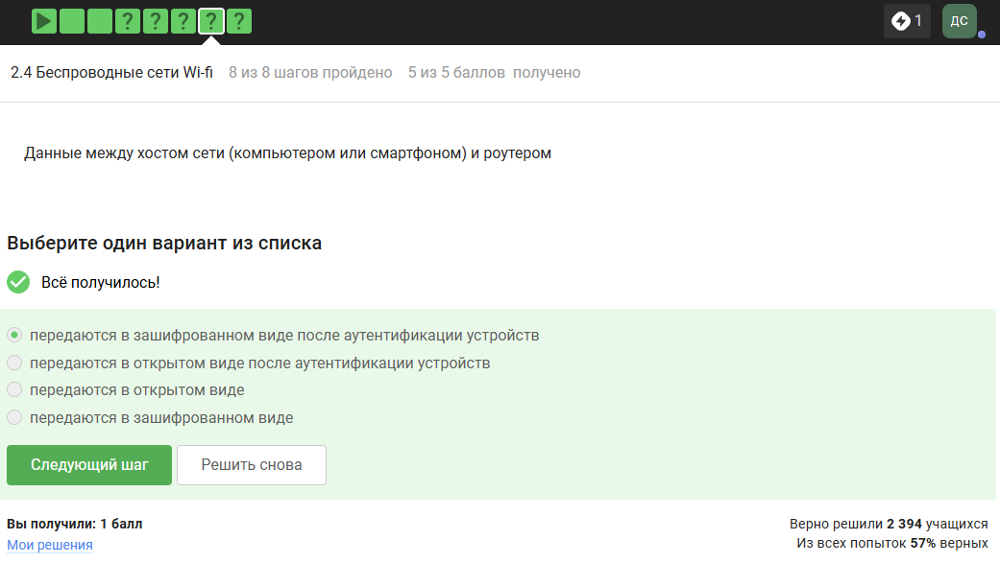 ? ? ? ? ?
1
ДС
2.4 Беспроводные сети Wi-fi 8 из 8 шагов пройдено 5 из 5 баллов получено
Данные между хостом сети (компьютером или смартфоном) и роутером
Выберите один вариант из списка
Всё получилось!
передаются в зашифрованном виде после аутентификации устройств
передаются в открытом виде после аутентификации устройств
передаются в открытом виде
передаются в зашифрованном виде
Следующий шаг Решить снова
Вы получили: 1 балл
Верно решили 2 394 учащихся
Мои решения
Из всех попыток 57% верных